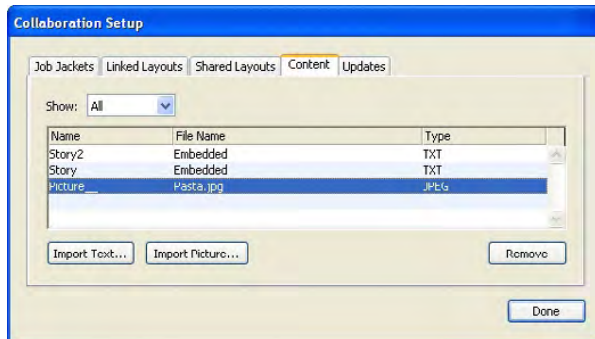 Collaboration Setup
Job Jackets Linked Layouts Shared Layouts Content Updates
Show: All
Name File Name Type
Story2 Embedded TXT
Story Embedded TXT
Picture__ Pasta.jpg JPEG
Import Text... Import Picture... Remove
Done